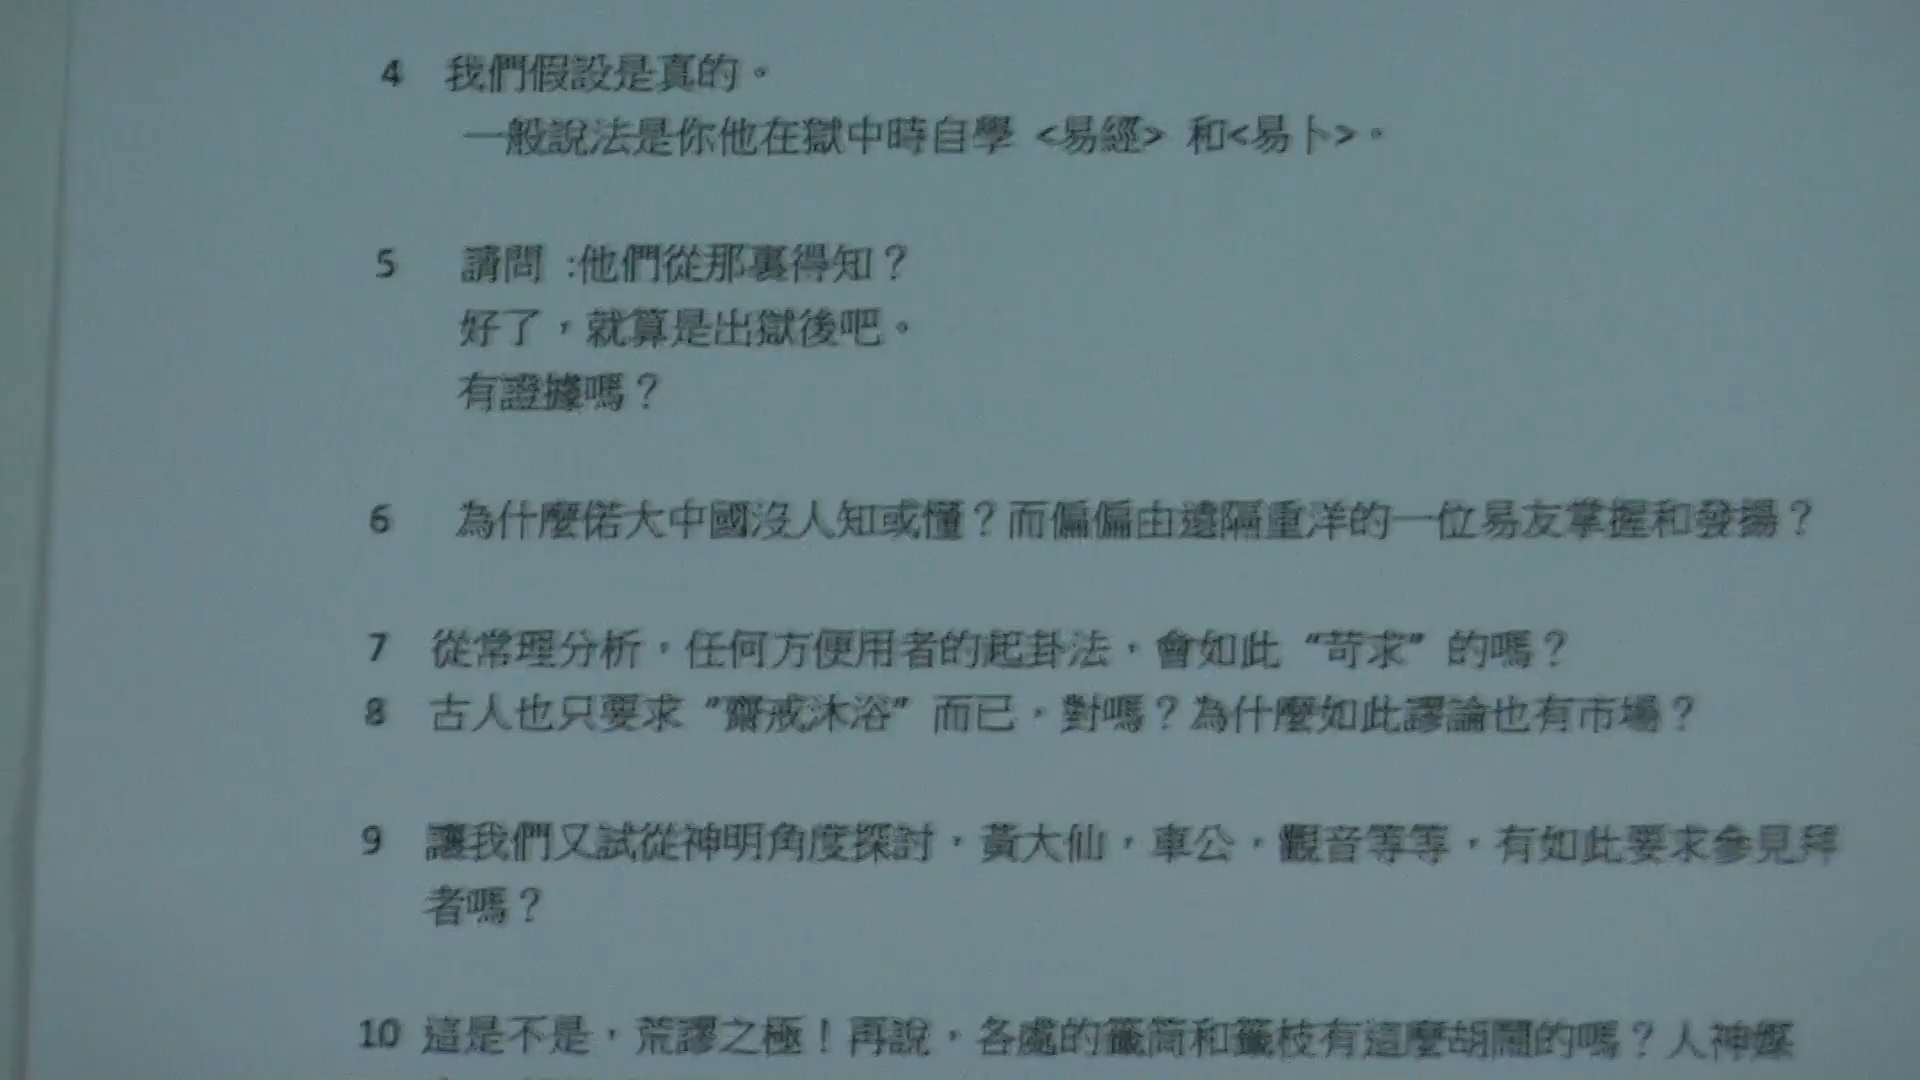 4 我們假設是真的。
一般說法是你他在獄中時自學 <易經> 和<易卜>。
5 請問 :他們從那裏得知？
好了，就算是出獄後吧。
有證據嗎？
6 為什麼偌大中國沒人知或懂？而偏偏由遠隔重洋的一位易友掌握和發揚？
7 從常理分析，任何方便用者的起卦法，會如此 “苛求” 的嗎？
8 古人也只要求 ”齋戒沐浴” 而已，對嗎？為什麼如此謬論也有市場？
9 讓我們又試從神明角度探討，黃大仙，車公，觀音等等，有如此要求參見拜
者嗎？
10 這是不是，荒謬之極！再說，各處的籤筒和籤枝有這麼胡鬧的嗎？人神